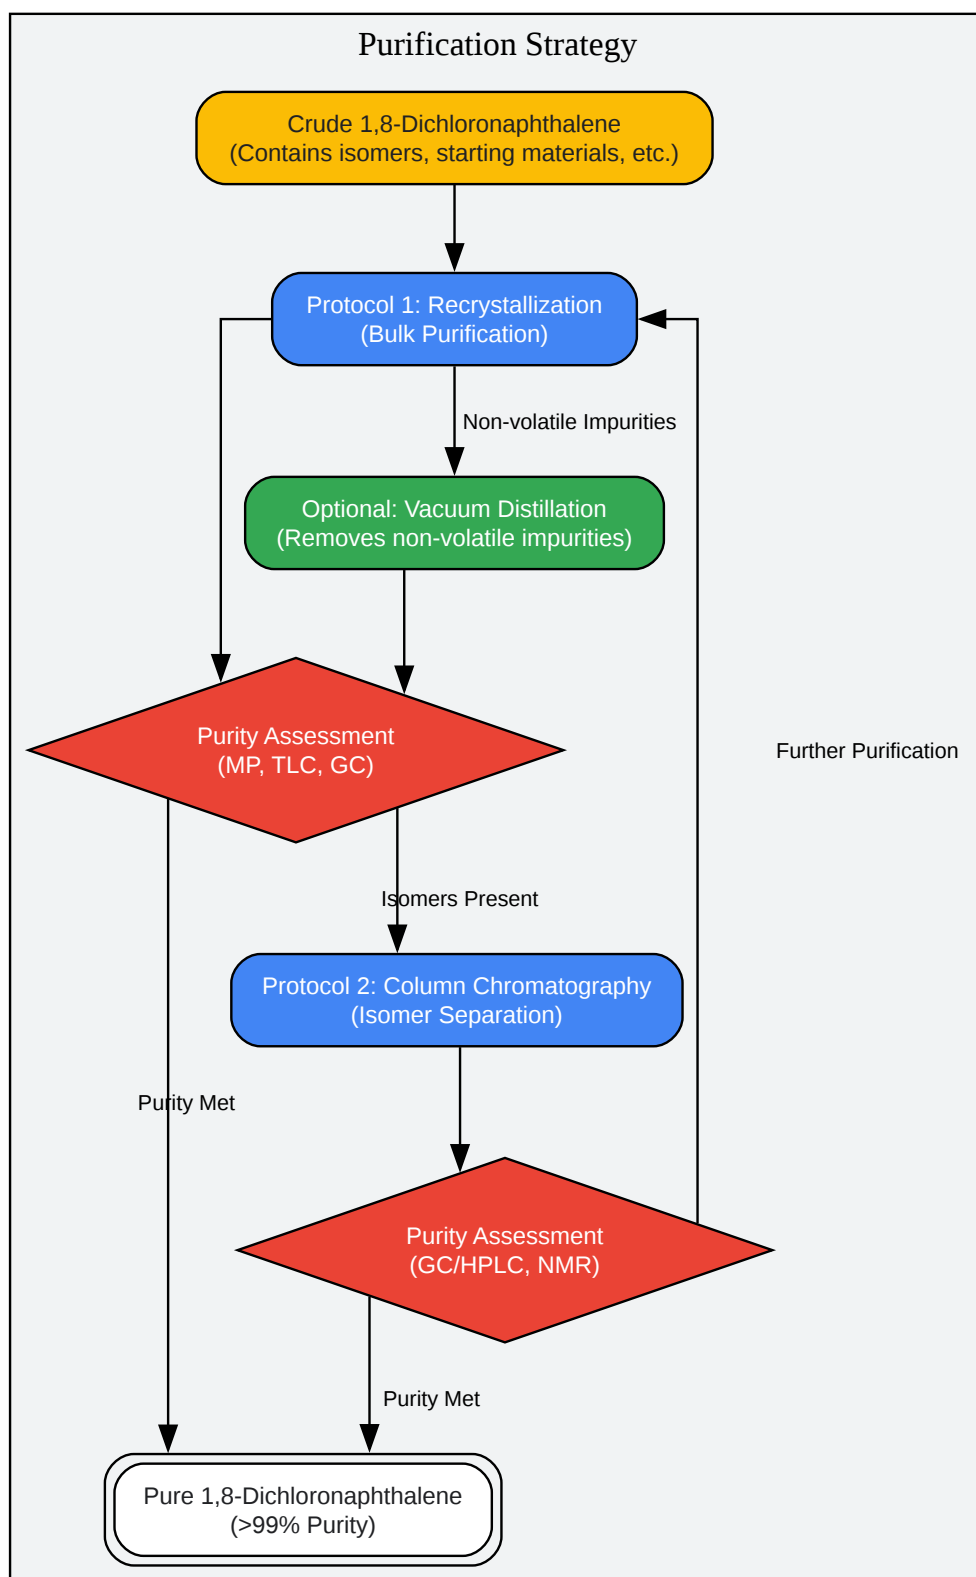 Purification Strategy
Crude 1,8-Dichloronaphthalene
(Contains isomers, starting materials, etc.)
Protocol 1: Recrystallization
(Bulk Purification)
Non-volatile Impurities
Optional: Vacuum Distillation
(Removes non-volatile impurities)
Purity Assessment
(MP, TLC, GC)
Further Purification
Isomers Present
Protocol 2: Column Chromatography
(Isomer Separation)
Purity Met
Purity Assessment
(GC/HPLC, NMR)
Purity Met
Pure 1,8-Dichloronaphthalene
(>99% Purity)